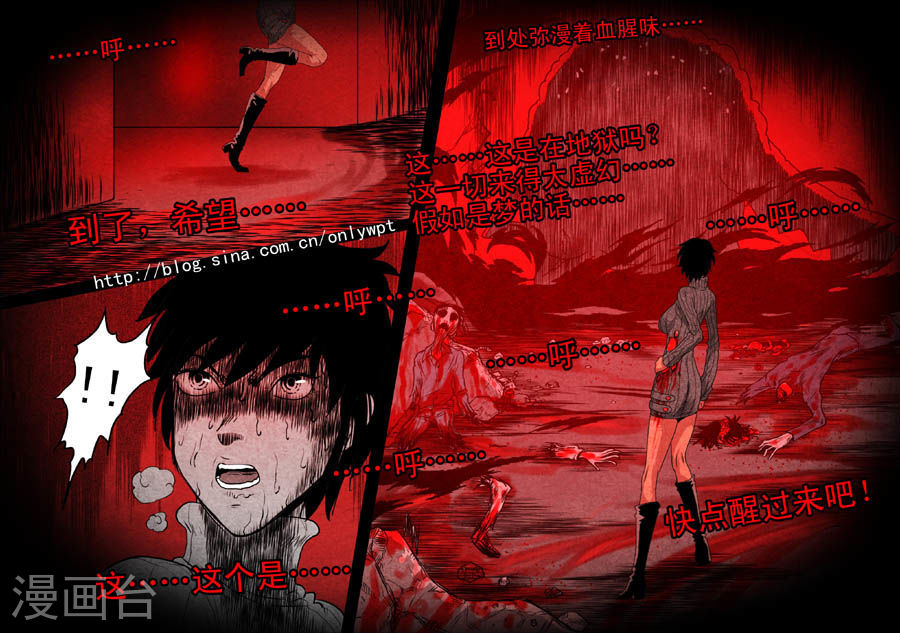 ……呼……
到了，希望……
http://blog.sina.com.cn/onlywpt
！！
……呼……
……呼……
这……这个是……
到处弥漫着血腥味……
这……这是在地狱吗？
这一切来得太虚幻……
假如是梦的话……
……呼……
……呼……
快点醒过来吧！
漫画台